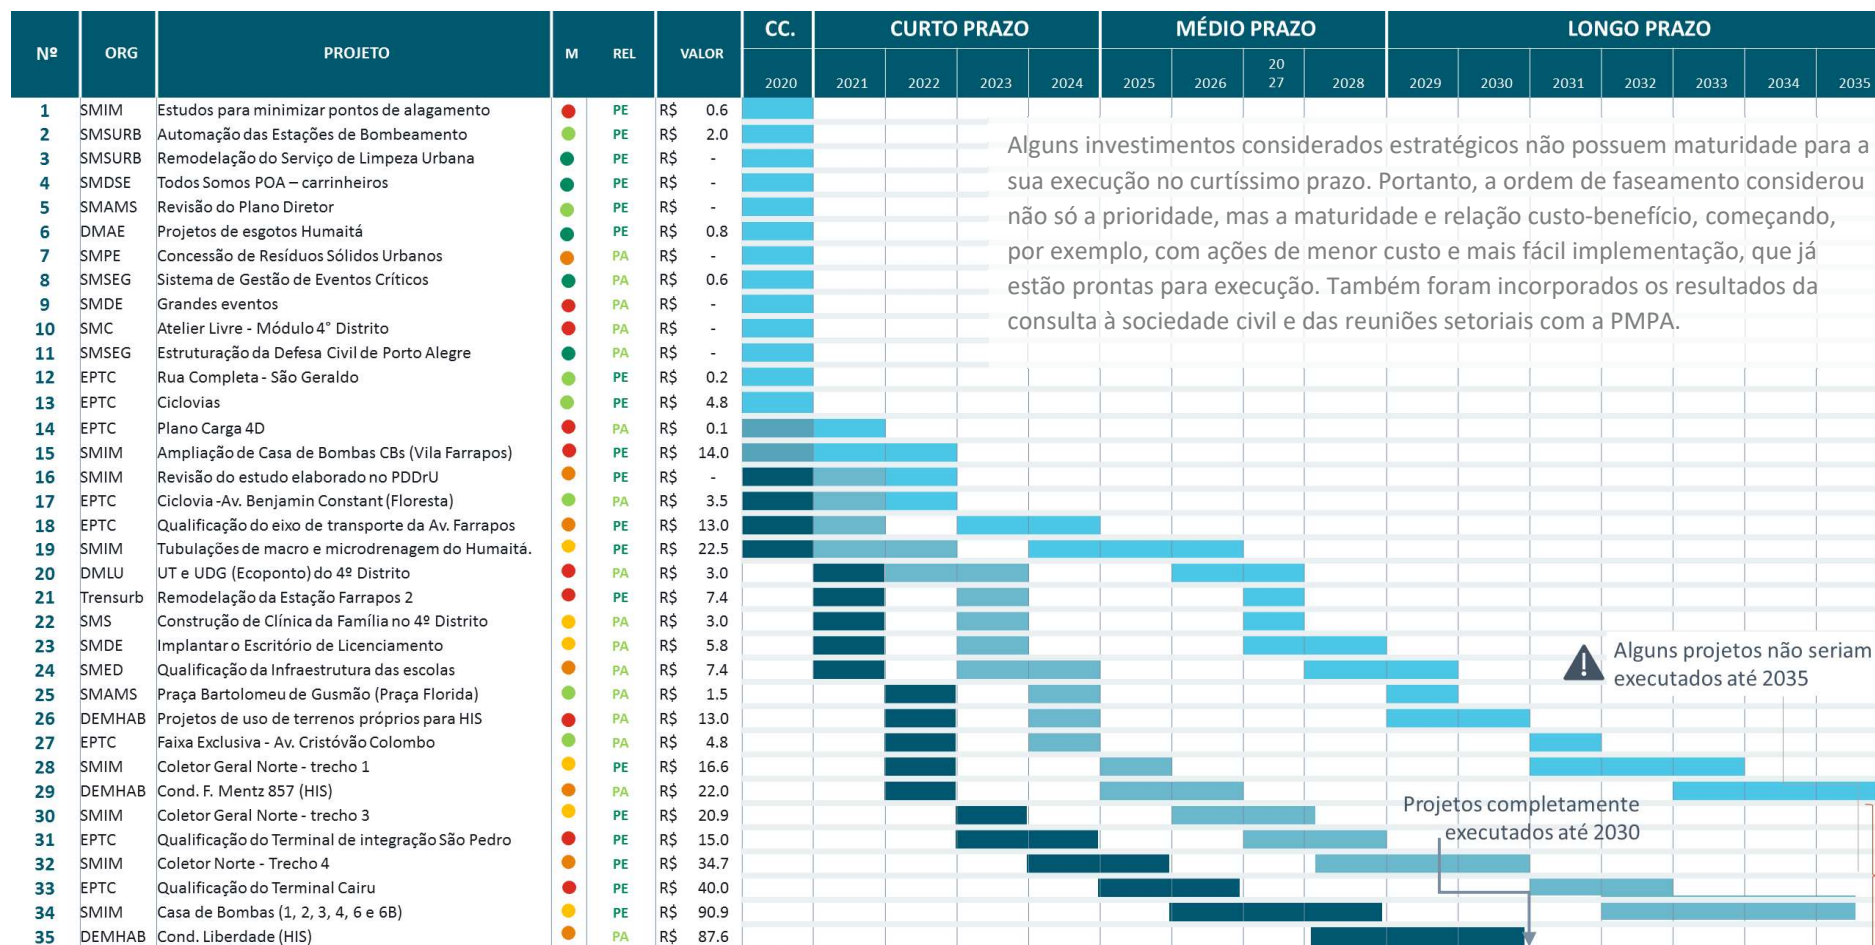 Nº ORG PROJETO M REL VALOR CC. CURTO PRAZO MÉDIO PRAZO LONGO PRAZO
2020 2021 2022 2023 2024 2025 2026 20 27 2028 2029 2030 2031 2032 2033 2034 2035
1 SMIM Estudos para minimizar pontos de alagamento PE R$ 0.6
2 SMSURB Automação das Estações de Bombeamento PE R$ 2.0
3 SMSURB Remodelação do Serviço de Limpeza Urbana PE R$ -
4 SMDSE Todos Somos POA – carrinheiros PE R$ -
5 SMAMS Revisão do Plano Diretor PE R$ -
6 DMAE Projetos de esgotos Humaitá PE R$ 0.8
7 SMPE Concessão de Resíduos Sólidos Urbanos PA R$ -
8 SMSEG Sistema de Gestão de Eventos Críticos PA R$ 0.6
9 SMDE Grandes eventos PA R$ -
10 SMC Atelier Livre - Módulo 4° Distrito PA R$ -
11 SMSEG Estruturação da Defesa Civil de Porto Alegre PA R$ -
12 EPTC Rua Completa - São Geraldo PE R$ 0.2
13 EPTC Ciclovias PE R$ 4.8
14 EPTC Plano Carga 4D PA R$ 0.1
15 SMIM Ampliação de Casa de Bombas CBs (Vila Farrapos) PE R$ 14.0
16 SMIM Revisão do estudo elaborado no PDDrU PE R$ -
17 EPTC Ciclovia -Av. Benjamin Constant (Floresta) PA R$ 3.5
18 EPTC Qualificação do eixo de transporte da Av. Farrapos PE R$ 13.0
19 SMIM Tubulações de macro e microdrenagem do Humaitá. PE R$ 22.5
20 DMLU UT e UDG (Ecoponto) do 4º Distrito PA R$ 3.0
21 Trensurb Remodelação da Estação Farrapos 2 PE R$ 7.4
22 SMS Construção de Clínica da Família no 4º Distrito PA R$ 3.0
23 SMDE Implantar o Escritório de Licenciamento PA R$ 5.8
24 SMED Qualificação da Infraestrutura das escolas PA R$ 7.4
25 SMAMS Praça Bartolomeu de Gusmão (Praça Florida) PA R$ 1.5
26 DEMHAB Projetos de uso de terrenos próprios para HIS PA R$ 13.0
27 EPTC Faixa Exclusiva - Av. Cristóvão Colombo PA R$ 4.8
28 SMIM Coletor Geral Norte - trecho 1 PE R$ 16.6
29 DEMHAB Cond. F. Mentz 857 (HIS) PA R$ 22.0
30 SMIM Coletor Geral Norte - trecho 3 PE R$ 20.9
31 EPTC Qualificação do Terminal de integração São Pedro PE R$ 15.0
32 SMIM Coletor Norte - Trecho 4 PE R$ 34.7
33 EPTC Qualificação do Terminal Cairu PE R$ 40.0
34 SMIM Casa de Bombas (1, 2, 3, 4, 6 e 6B) PE R$ 90.9
35 DEMHAB Cond. Liberdade (HIS) PA R$ 87.6
Alguns investimentos considerados estratégicos não possuem maturidade para a
sua execução no curtíssimo prazo. Portanto, a ordem de faseamento considerou
não só a prioridade, mas a maturidade e relação custo-benefício, começando,
por exemplo, com ações de menor custo e mais fácil implementação, que já
estão prontas para execução. Também foram incorporados os resultados da
consulta à sociedade civil e das reuniões setoriais com a PMPA.
Alguns projetos não seriam
executados até 2035
Projetos completamente
executados até 2030